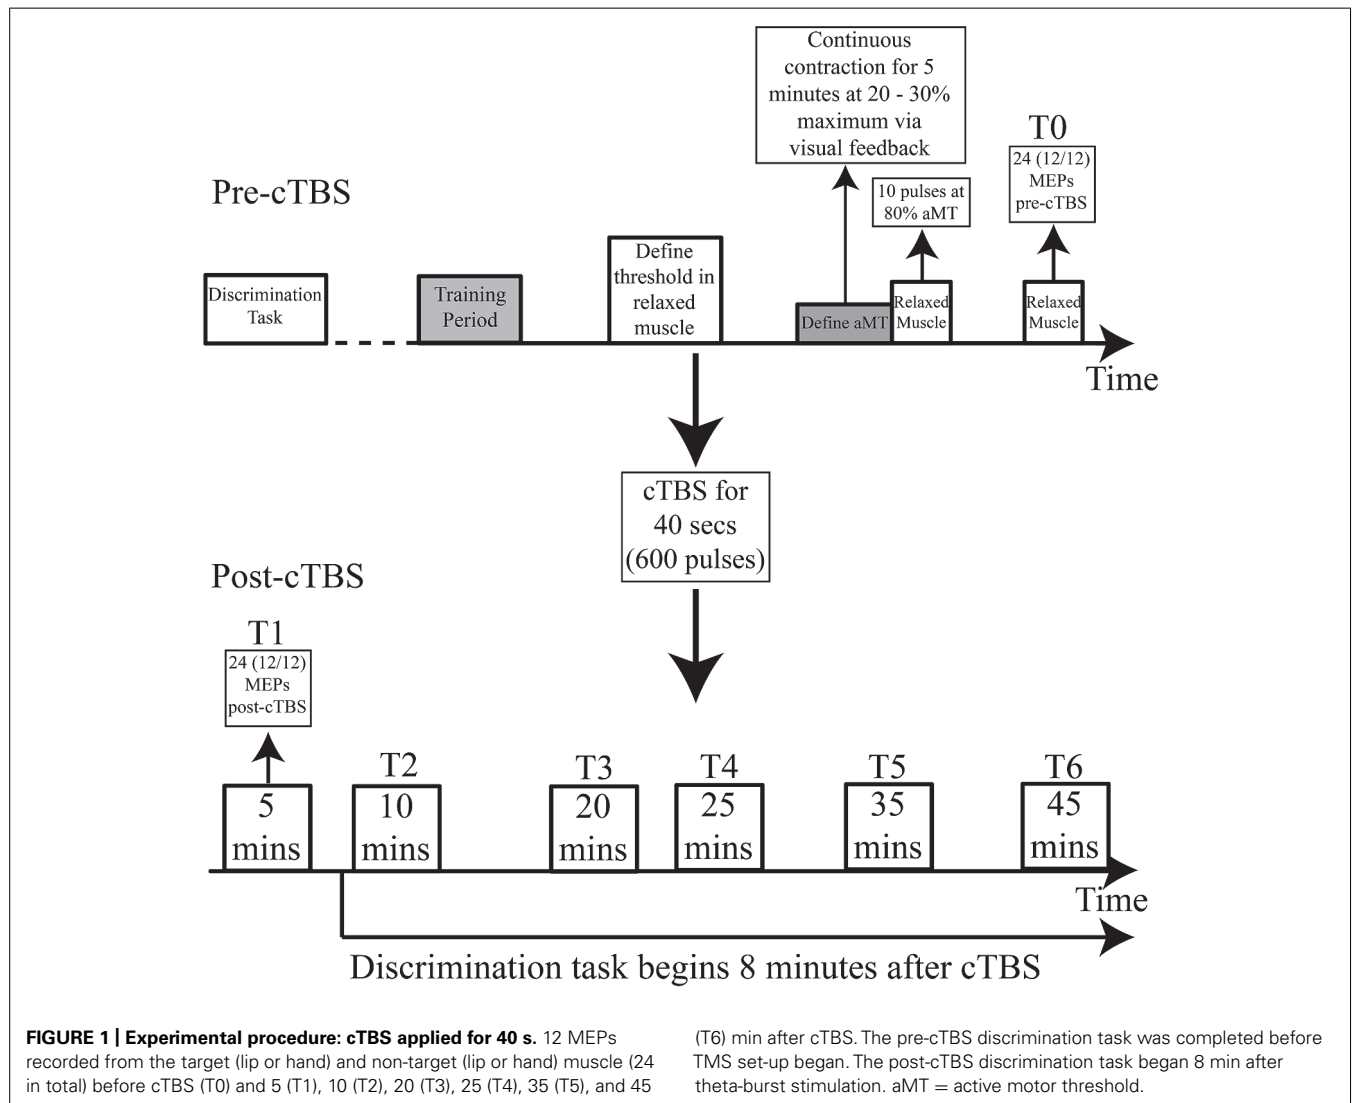 Continuous
contraction for 5
minutes at 20 - 30%
maximum via
visual feedback
T0
24 (12/12)
MEPs
pre-cTBS
10 pulses at
80% aMT
Pre-cTBS
Discrimination
Task
Training
Period
Define
threshold in
relaxed
muscle
Define aMT
Relaxed
Muscle
Relaxed
Muscle
Time
cTBS for
40 secs
(600 pulses)
Post-cTBS
T1
24 (12/12)
MEPs
post-cTBS
5
mins
T2
10
mins
T3
20
mins
T4
25
mins
T5
35
mins
T6
45
mins
Time
Discrimination task begins 8 minutes after cTBS
FIGURE 1 | Experimental procedure: cTBS applied for 40 s. 12 MEPs
recorded from the target (lip or hand) and non-target (lip or hand) muscle (24
in total) before cTBS (T0) and 5 (T1), 10 (T2), 20 (T3), 25 (T4), 35 (T5), and 45
(T6) min after cTBS. The pre-cTBS discrimination task was completed before
TMS set-up began. The post-cTBS discrimination task began 8 min after
theta-burst stimulation. aMT = active motor threshold.